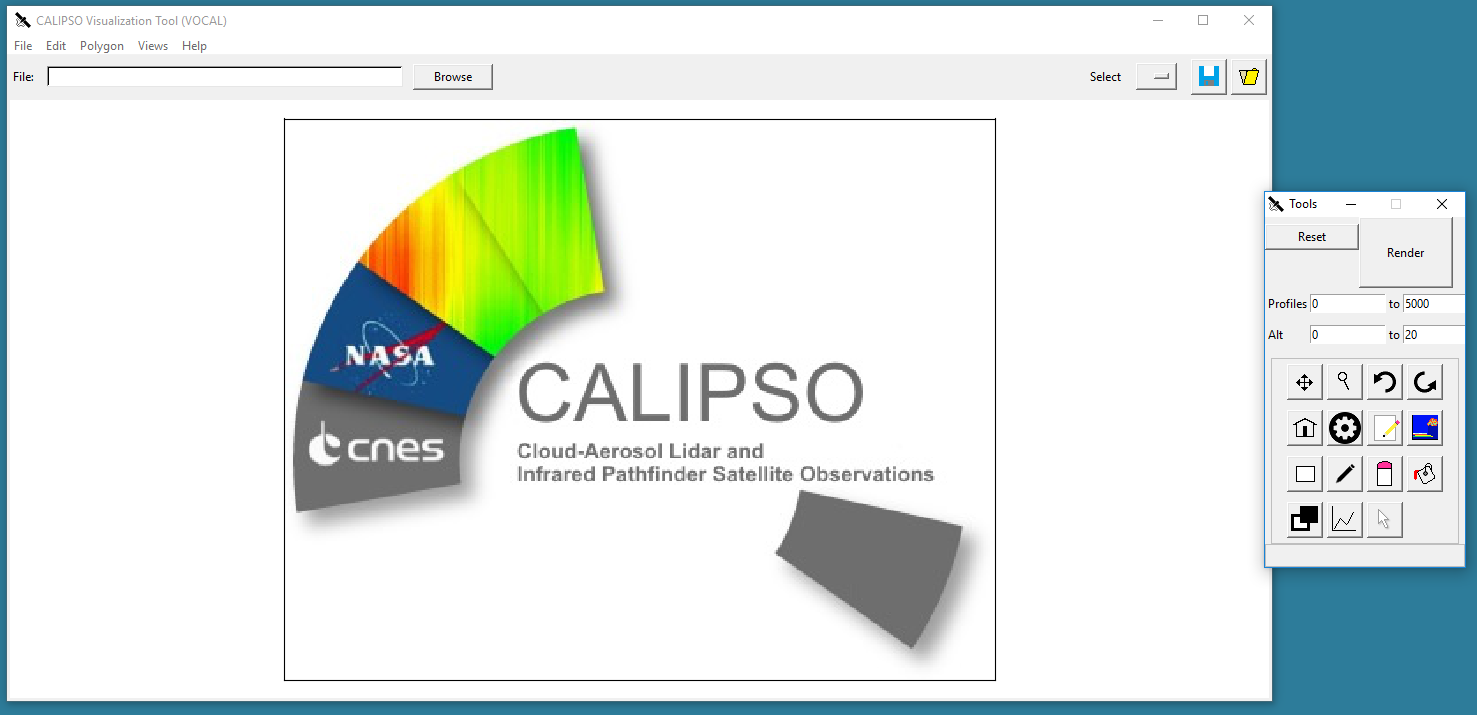 CALIPSO Visualization Tool (VOCAL)
File Edit Polygon Views Help
File: Browse Select
NASA
cnes
CALIPSO
Cloud-Aerosol Lidar and
Infrared Pathfinder Satellite Observations
Tools
Reset
Render
Profiles 0 to 5000
Alt 0 to 20